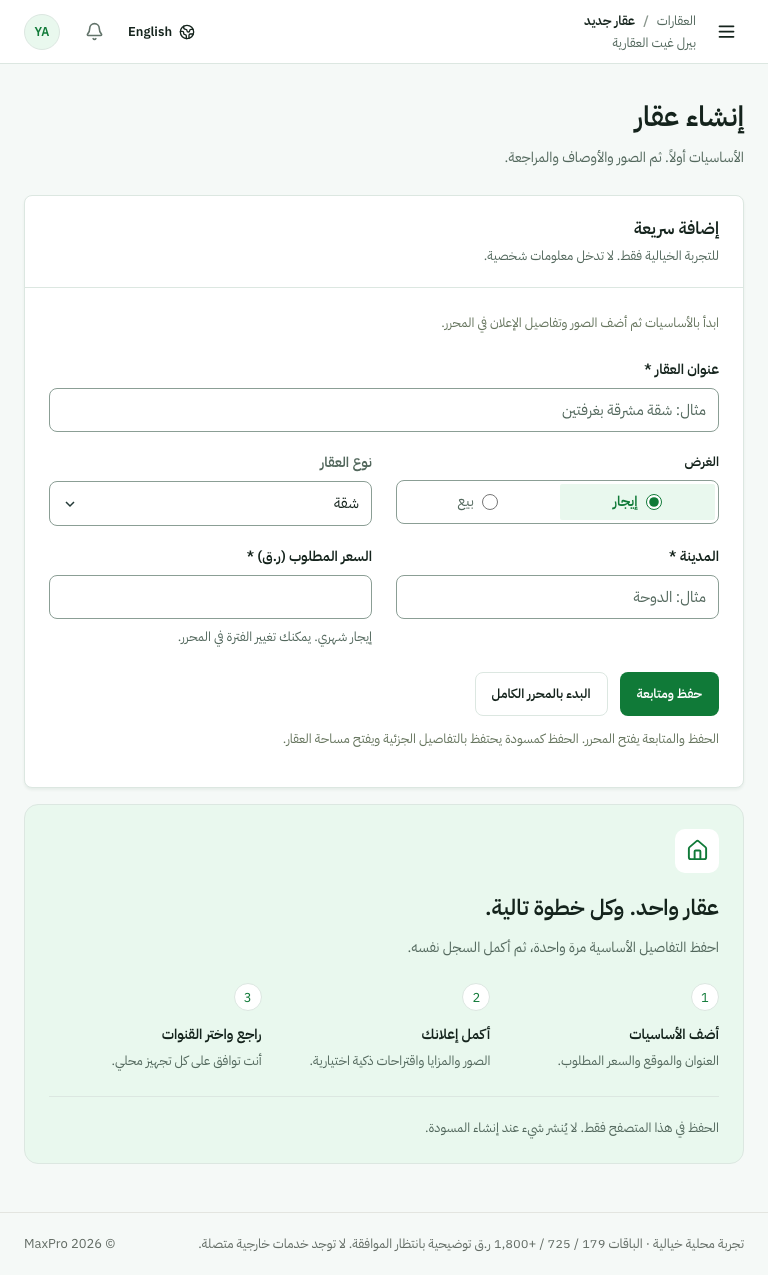 العقارات / عقار جديد
بيرل غيت العقارية
English
YA
إنشاء عقار
الأساسيات أولاً. ثم الصور والأوصاف والمراجعة.
إضافة سريعة
للتجربة الخيالية فقط. لا تدخل معلومات شخصية.
ابدأ بالأساسيات ثم أضف الصور وتفاصيل الإعلان في المحرر.
عنوان العقار *
مثال: شقة مشرقة بغرفتين
الغرض
نوع العقار
إيجار
بيع
شقة
المدينة *
السعر المطلوب (ر.ق) *
مثال: الدوحة
إيجار شهري. يمكنك تغيير الفترة في المحرر.
حفظ ومتابعة
البدء بالمحرر الكامل
الحفظ والمتابعة يفتح المحرر. الحفظ كمسودة يحتفظ بالتفاصيل الجزئية ويفتح مساحة العقار.
عقار واحد. وكل خطوة تالية.
احفظ التفاصيل الأساسية مرة واحدة، ثم أكمل السجل نفسه.
1
أضف الأساسيات
العنوان والموقع والسعر المطلوب.
2
أكمل إعلانك
الصور والمزايا واقتراحات ذكية اختيارية.
3
راجع واختر القنوات
أنت توافق على كل تجهيز محلي.
الحفظ في هذا المتصفح فقط. لا يُنشر شيء عند إنشاء المسودة.
تجربة محلية خيالية · الباقات 179 / 725 / +1,800 ر.ق توضيحية بانتظار الموافقة. لا توجد خدمات خارجية متصلة.
© 2026 MaxPro